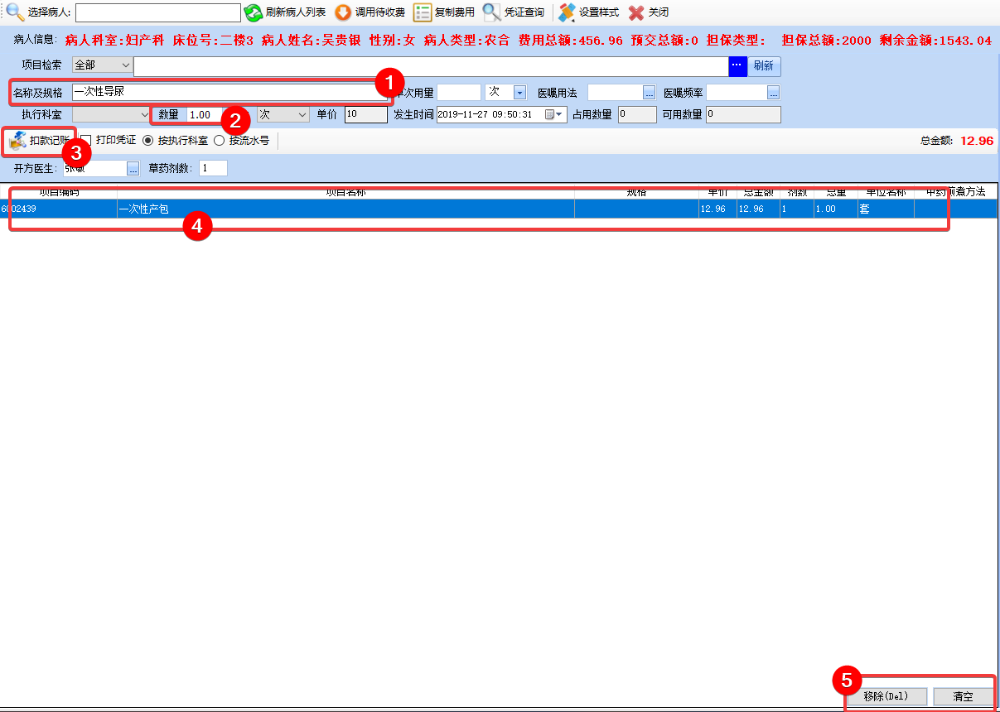 选择病人: 刷新病人列表 调用待收费 复制费用 凭证查询 设置样式 关闭
病人信息: 病人科室:妇产科 床位号:二楼3 病人姓名:吴贵银 性别:女 病人类型:农合 费用总额:456.96 预交总额:0 担保类型: 担保总额:2000 剩余金额:1543.04
项目检索 全部 ... 刷新
名称及规格 一次性导尿 1 次用量 次 医嘱用法 ... 医嘱频率 ...
执行科室 数量 1.00 2 次 单价 10 发生时间 2019-11-27 09:50:31 占用数量 0 可用数量 0
扣款记账 3 打印凭证 按执行科室 按流水号 总金额: 12.96
开方医生: ... 草药剂数: 1
项目编码 项目名称 规格 单价 总金额 剂数 总量 单位名称 中药煎煮方法
6002439 一次性产包 12.96 12.96 1 1.00 套
4
5
移除(Del) 清空